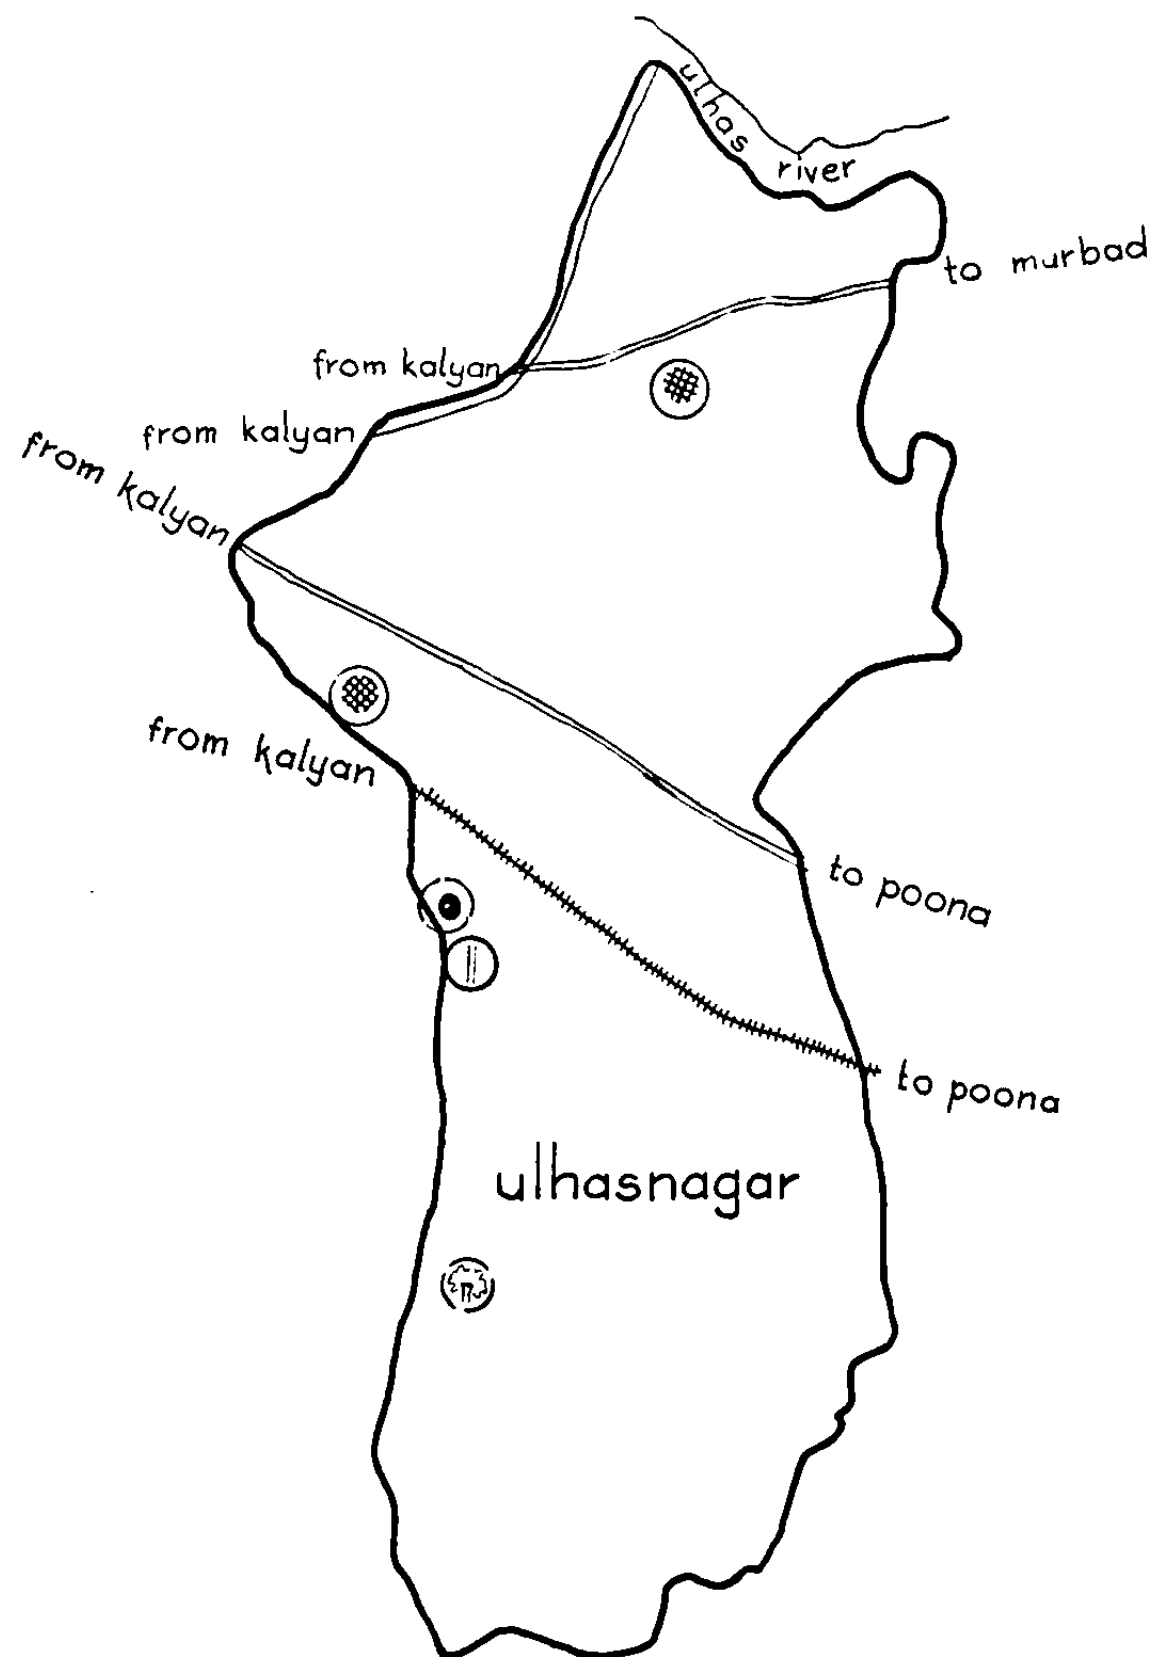 ulhas river
to murbad
from kalyan
from kalyan
from kalyan
from kalyan
to poona
to poona
ulhasnagar